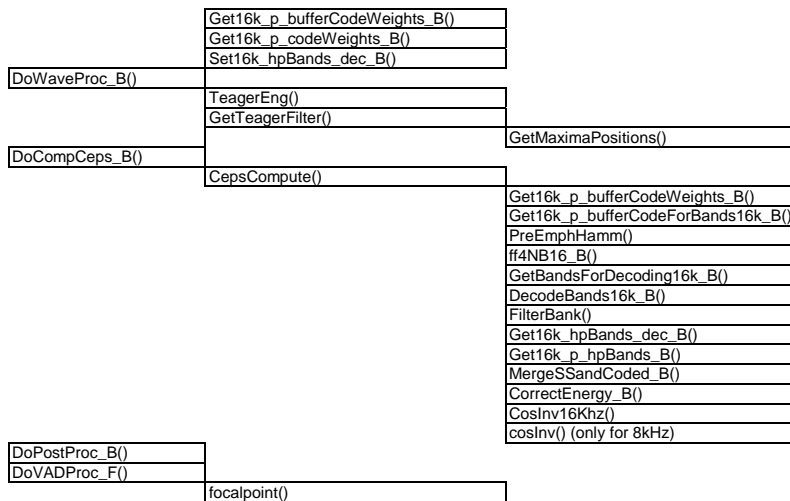 Get16k_p_bufferCodeWeights_B()
Get16k_p_codeWeights_B()
Set16k_hpBands_dec_B()
DoWaveProc_B()
TeagerEng()
GetTeagerFilter()
GetMaximaPositions()
DoCompCeps_B()
CepsCompute()
Get16k_p_bufferCodeWeights_B()
Get16k_p_bufferCodeForBands16k_B()
PreEmphHamm()
ff4NB16_B()
GetBandsForDecoding16k_B()
DecodeBands16k_B()
FilterBank()
Get16k_hpBands_dec_B()
Get16k_p_hpBands_B()
MergeSSandCoded_B()
CorrectEnergy_B()
CosInv16Khz()
cosInv() (only for 8kHz)
DoPostProc_B()
DoVADProc_F()
focalpoint()